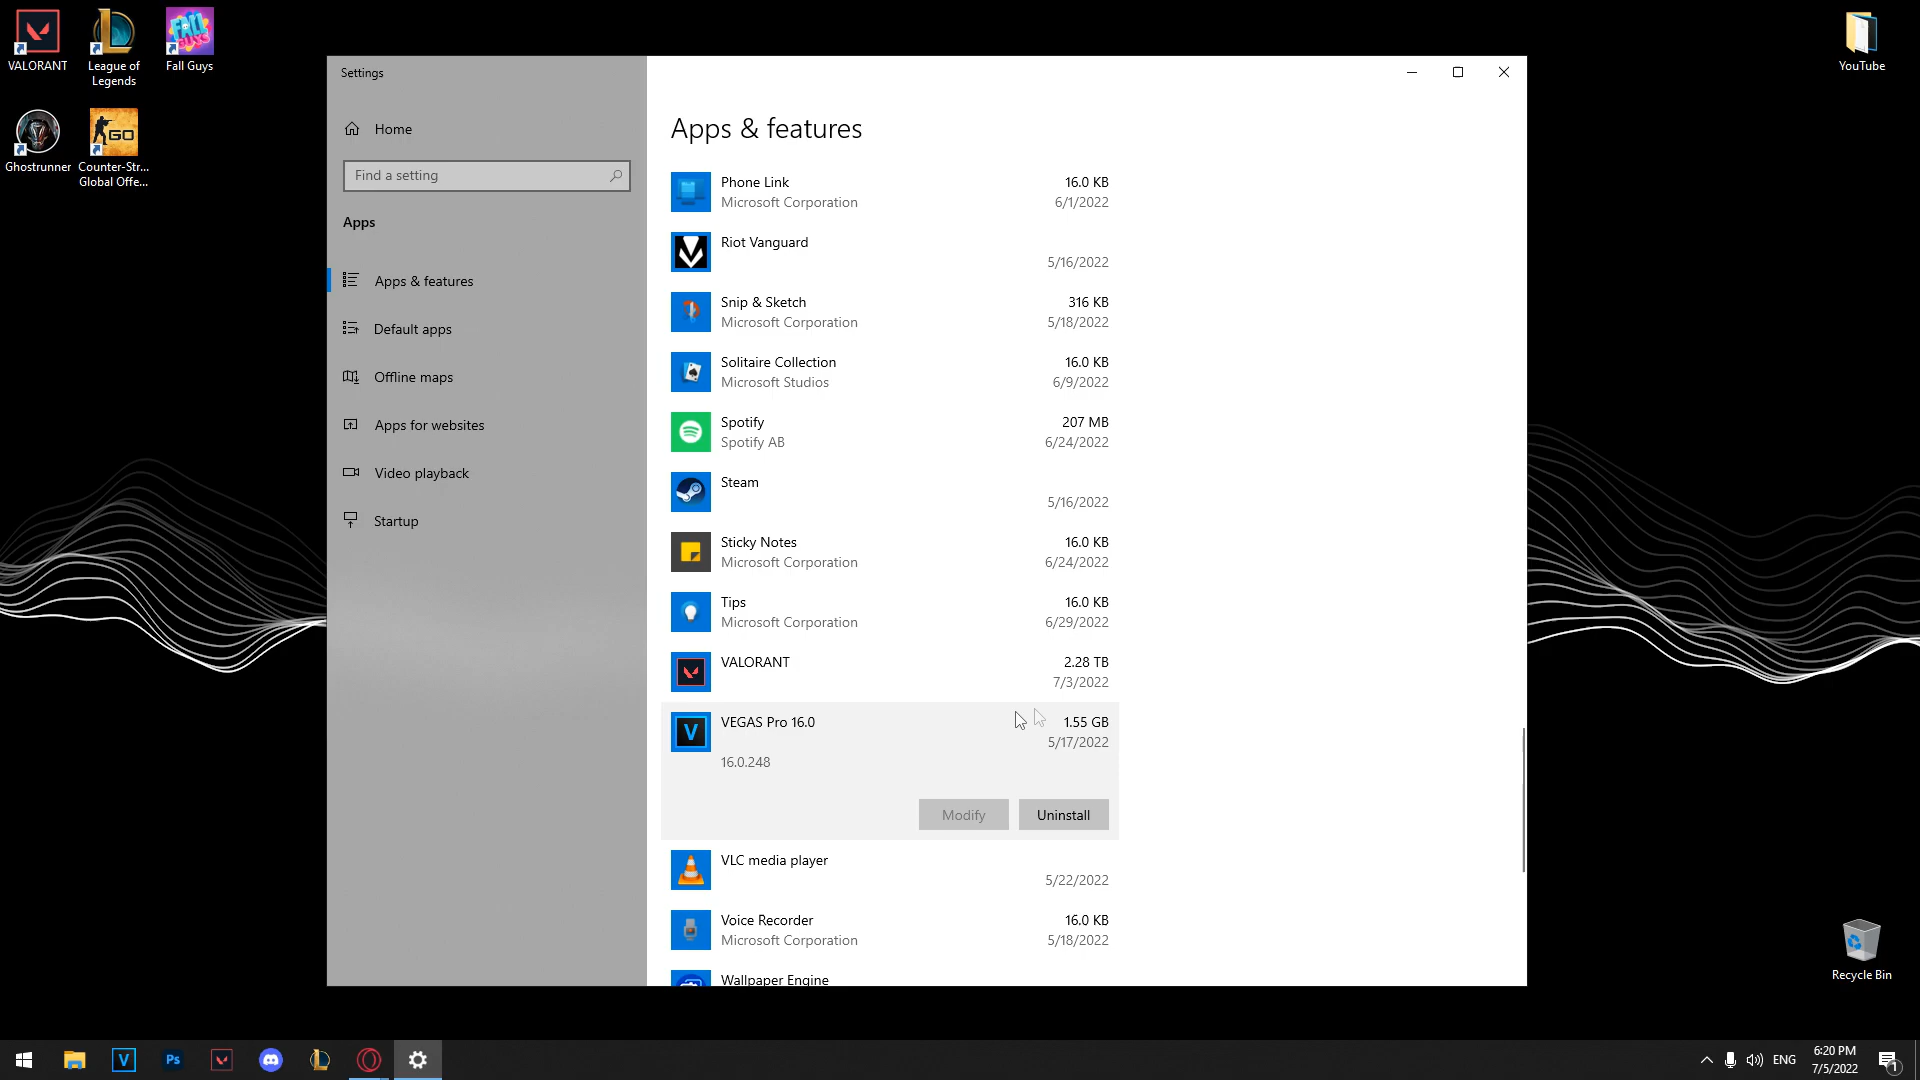 VALORANT
League of
Legends
Fall Guys
FALL
GUYS
Ghostrunner
GO
Counter-Str...
Global Offe...
YouTube
Settings
Home
Find a setting
Apps
Apps & features
Default apps
Offline maps
Apps for websites
Video playback
Startup
Apps & features
Phone Link 16.0 KB
Microsoft Corporation 6/1/2022
Riot Vanguard
5/16/2022
Snip & Sketch 316 KB
Microsoft Corporation 5/18/2022
Solitaire Collection 16.0 KB
Microsoft Studios 6/9/2022
Spotify 207 MB
Spotify AB 6/24/2022
Steam
5/16/2022
Sticky Notes 16.0 KB
Microsoft Corporation 6/24/2022
Tips 16.0 KB
Microsoft Corporation 6/29/2022
VALORANT 2.28 TB
7/3/2022
V
VEGAS Pro 16.0 1.55 GB
5/17/2022
16.0.248
Modify Uninstall
VLC media player
5/22/2022
Voice Recorder 16.0 KB
Microsoft Corporation 5/18/2022
Wallpaper Engine
Recycle Bin
V
Ps
ENG
6:20 PM
7/5/2022
1